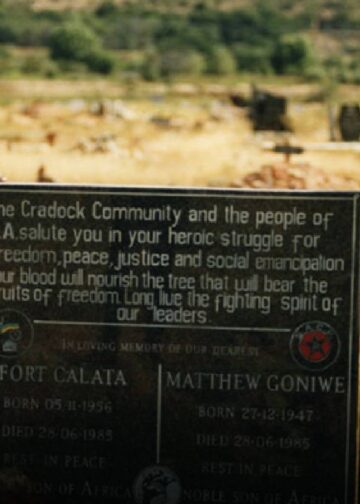 he Cradock Community and the people of
.A. salute you in your heroic struggle for
reedom, peace, justice and social emancipation
ur blood will nourish the tree that will bear the
ruits of freedom. Long live the fighting spirit of
our leaders.
IN LOVING MEMORY OF OUR DEAREST
FORT CALATA
BORN 05-11-1956
DIED 28-06-1985
REST IN PEACE
SON OF AFRICA
MATTHEW GONIWE
BORN 27-12-1947
DIED 28-06-1985
REST IN PEACE
NOBLE SON OF AFRICA